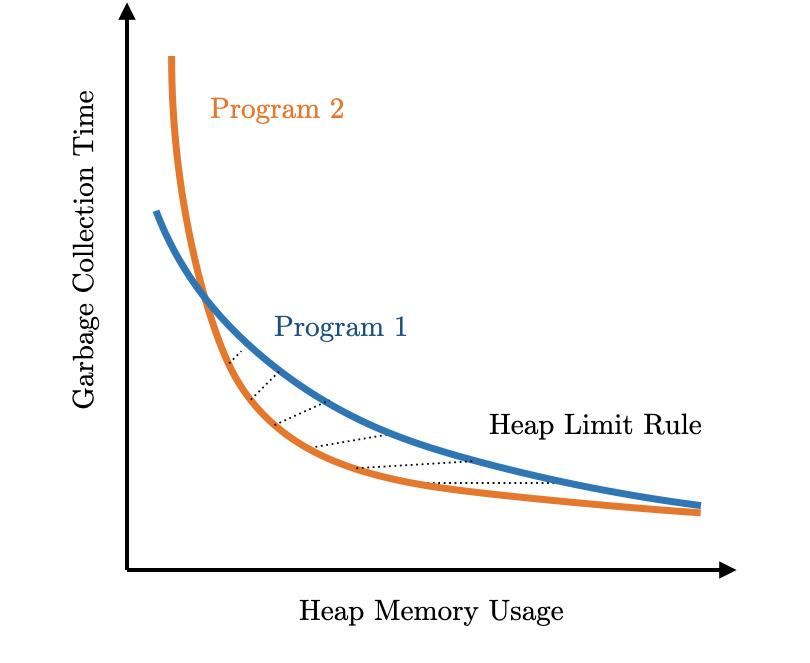 Program 2
Garbage Collection Time
Program 1
Heap Limit Rule
Heap Memory Usage